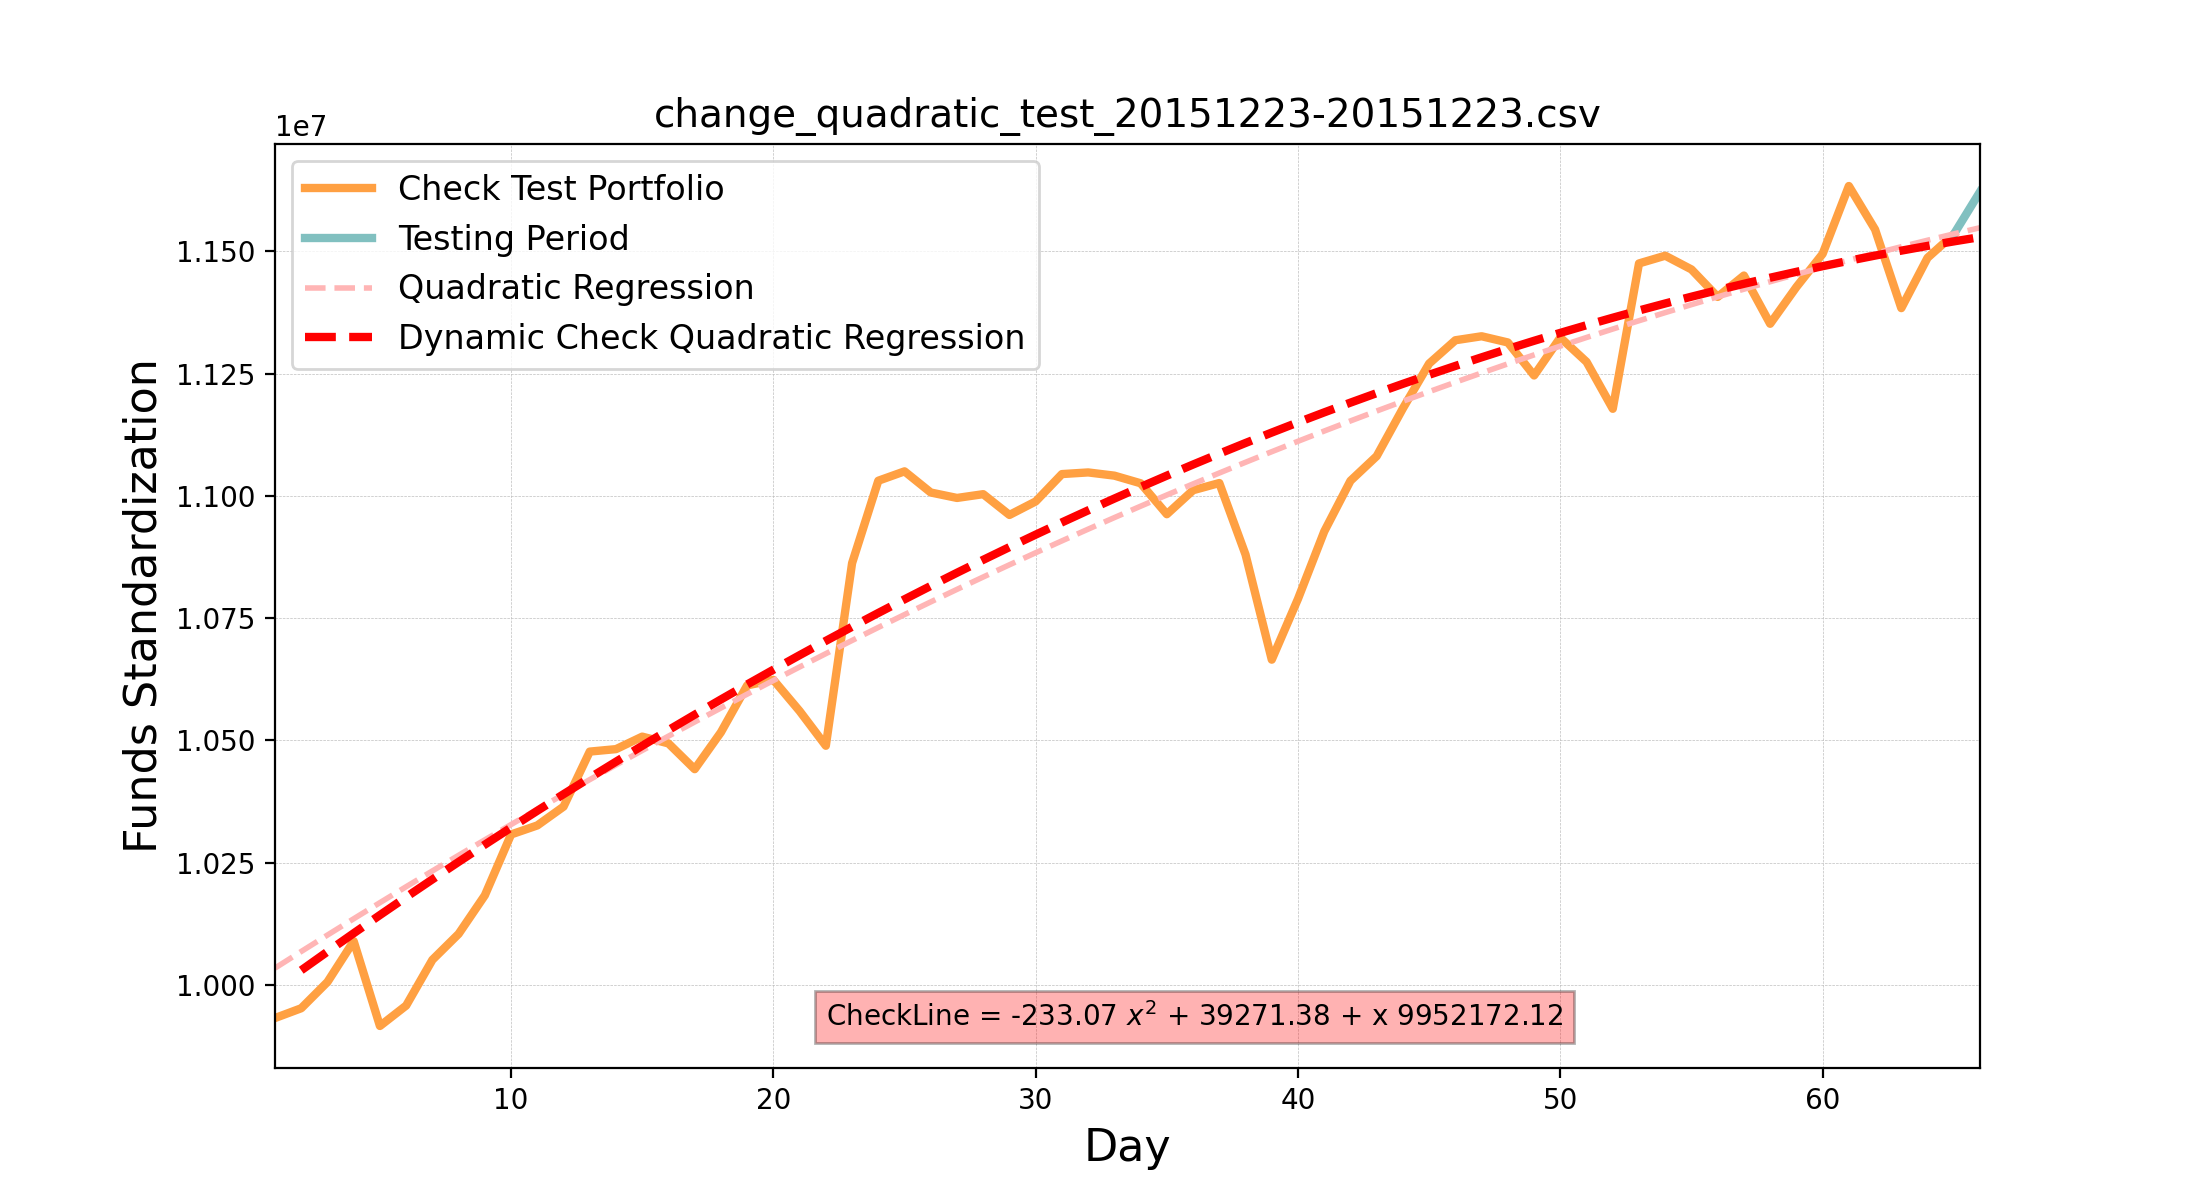 change_quadratic_test_20151223-20151223.csv
1e7
Check Test Portfolio
Testing Period
Quadratic Regression
Dynamic Check Quadratic Regression
Funds Standardization
1.150
1.125
1.100
1.075
1.050
1.025
1.000
CheckLine = -233.07 x² + 39271.38 + x 9952172.12
10 20 30 40 50 60
Day